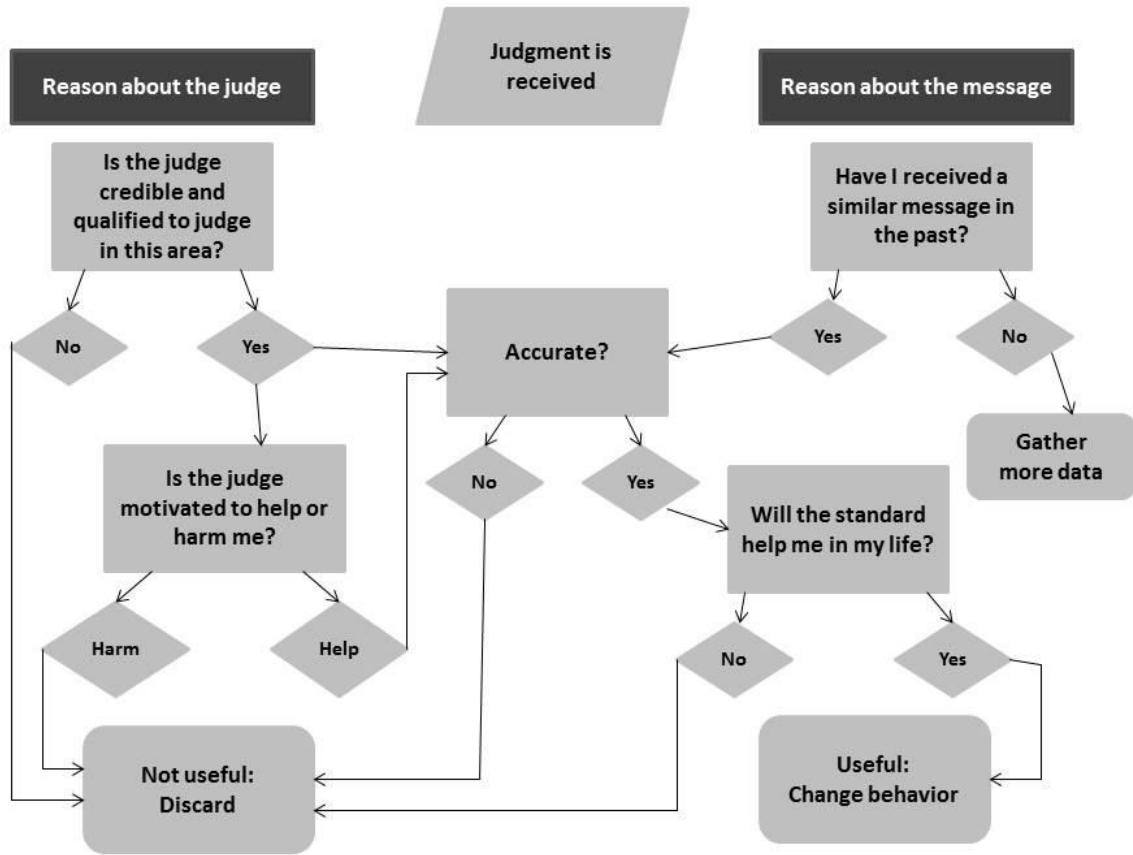 Judgment is
received
Reason about the judge
Reason about the message
Is the judge
credible and
qualified to judge
in this area?
Have I received a
similar message in
the past?
No
Yes
Accurate?
Yes
No
Gather
more data
Is the judge
motivated to help or
harm me?
No
Yes
Will the standard
help me in my life?
Harm
Help
No
Yes
Not useful:
Discard
Useful:
Change behavior